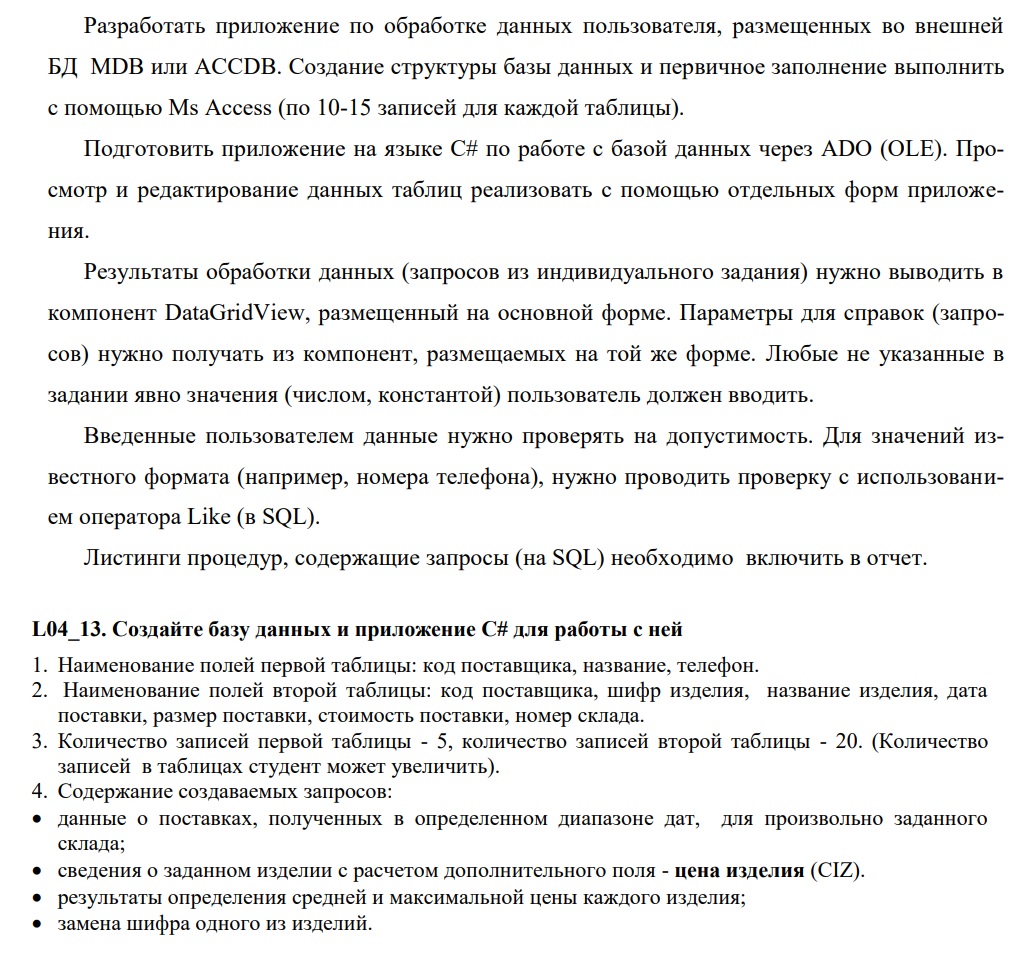 Разработать приложение по обработке данных пользователя, размещенных во внешней
БД MDB или ACCDB. Создание структуры базы данных и первичное заполнение выполнить
с помощью Ms Access (по 10-15 записей для каждой таблицы).
Подготовить приложение на языке C# по работе с базой данных через ADO (OLE). Про-
смотр и редактирование данных таблиц реализовать с помощью отдельных форм приложе-
ния.
Результаты обработки данных (запросов из индивидуального задания) нужно выводить в
компонент DataGridView, размещенный на основной форме. Параметры для справок (запро-
сов) нужно получать из компонент, размещаемых на той же форме. Любые не указанные в
задании явно значения (числом, константой) пользователь должен вводить.
Введенные пользователем данные нужно проверять на допустимость. Для значений из-
вестного формата (например, номера телефона), нужно проводить проверку с использовани-
ем оператора Like (в SQL).
Листинги процедур, содержащие запросы (на SQL) необходимо включить в отчет.
L04_13. Создайте базу данных и приложение C# для работы с ней
1. Наименование полей первой таблицы: код поставщика, название, телефон.
2. Наименование полей второй таблицы: код поставщика, шифр изделия, название изделия, дата
поставки, размер поставки, стоимость поставки, номер склада.
3. Количество записей первой таблицы - 5, количество записей второй таблицы - 20. (Количество
записей в таблицах студент может увеличить).
4. Содержание создаваемых запросов:
• данные о поставках, полученных в определенном диапазоне дат, для произвольно заданного
склада;
• сведения о заданном изделии с расчетом дополнительного поля - цена изделия (CIZ).
• результаты определения средней и максимальной цены каждого изделия;
• замена шифра одного из изделий.